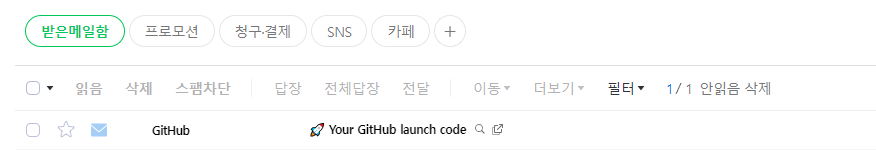 받은메일함 프로모션 청구·결제 SNS 카페 +
읽음 삭제 스팸차단 답장 전체답장 전달 이동 더보기 필터 1 / 1 안읽음 삭제
GitHub 🚀 Your GitHub launch code